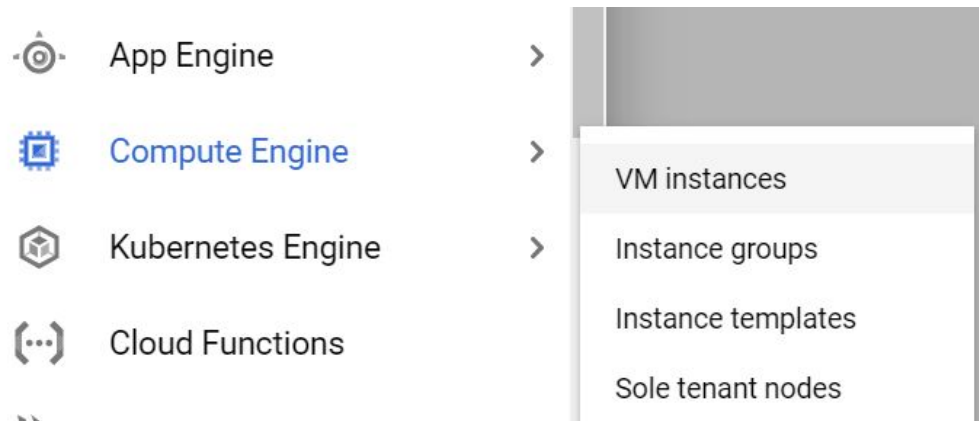 App Engine
Compute Engine
Kubernetes Engine
Cloud Functions
VM instances
Instance groups
Instance templates
Sole tenant nodes